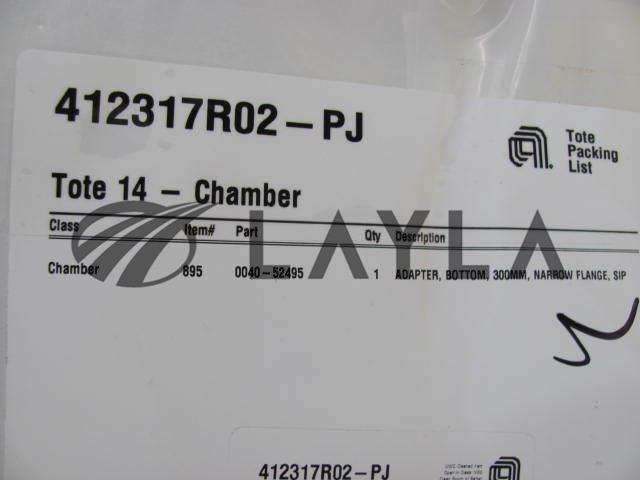 412317R02-PJ
Tote
Packing
List
Tote 14 - Chamber
LAYLA
Class Item# Part Qty Description
Chamber 895 0040-52495 1 ADAPTER, BOTTOM, 300MM, NARROW FLANGE, SIP
412317R02-PJ